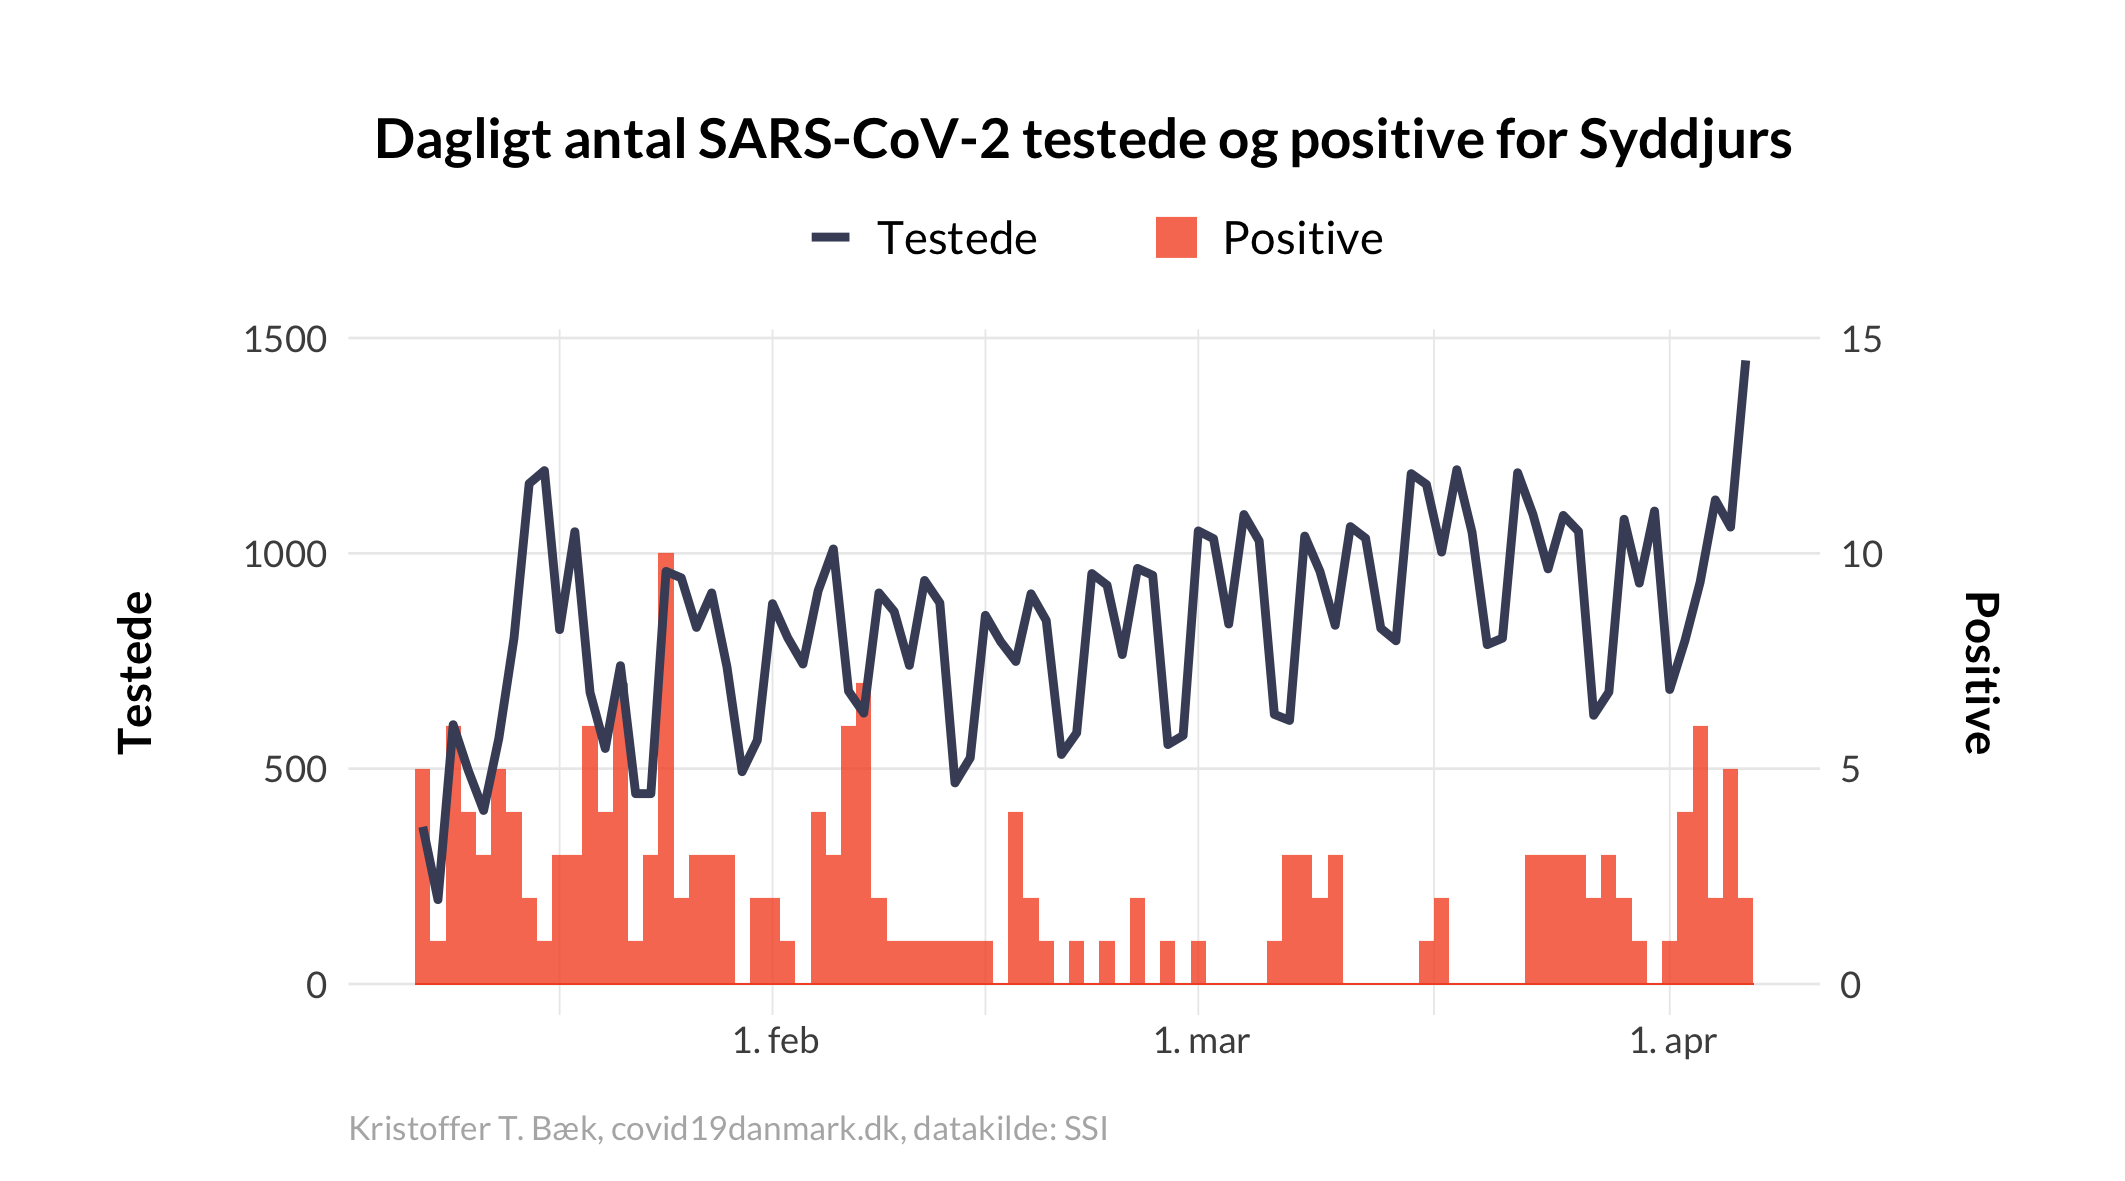 Dagligt antal SARS-CoV-2 testede og positive for Syddjurs
Testede Positive
1500 15
1000 10
500 5
0 0
Testede
Positive
1. feb 1. mar 1. apr
Kristoffer T. Bæk, covid19danmark.dk, datakilde: SSI